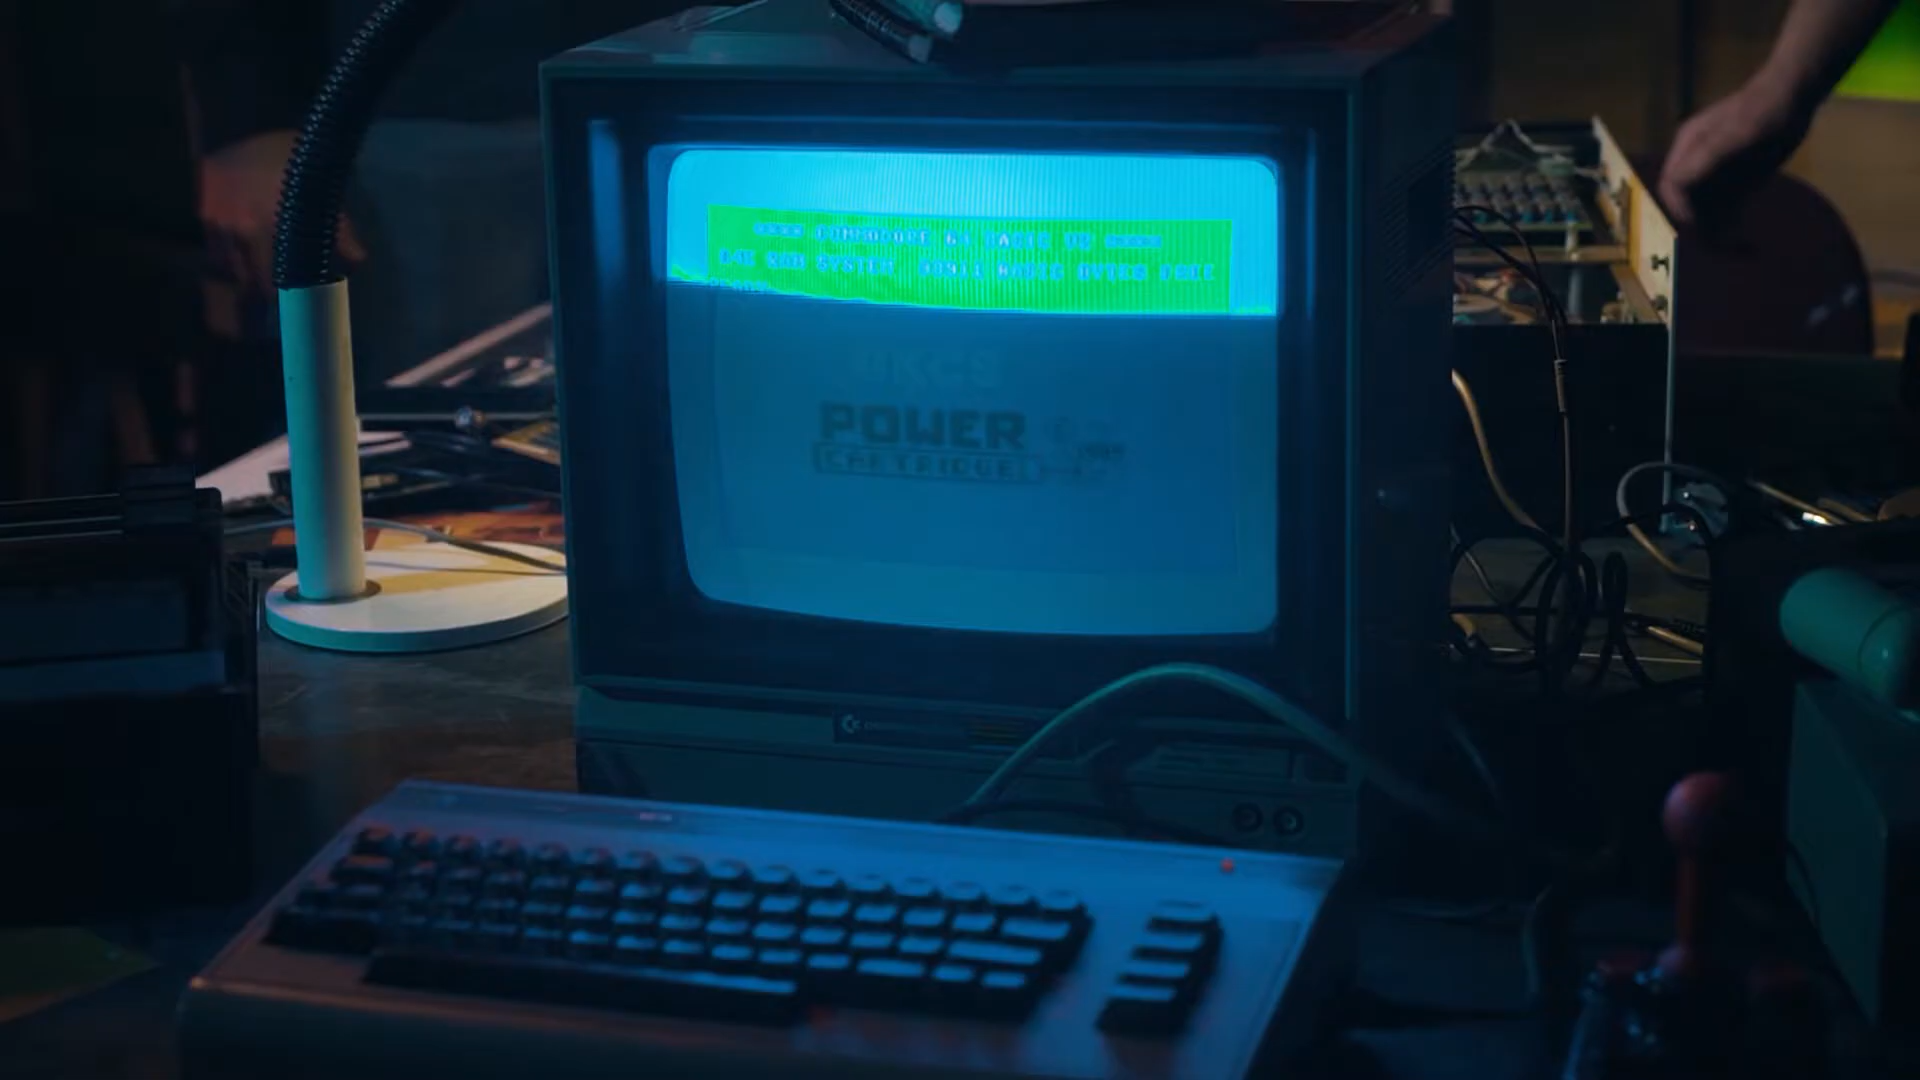 **** COMMODORE 64 BASIC V2 ****
64K RAM SYSTEM 38911 BASIC BYTES FREE
POWER
CARTRIDGE